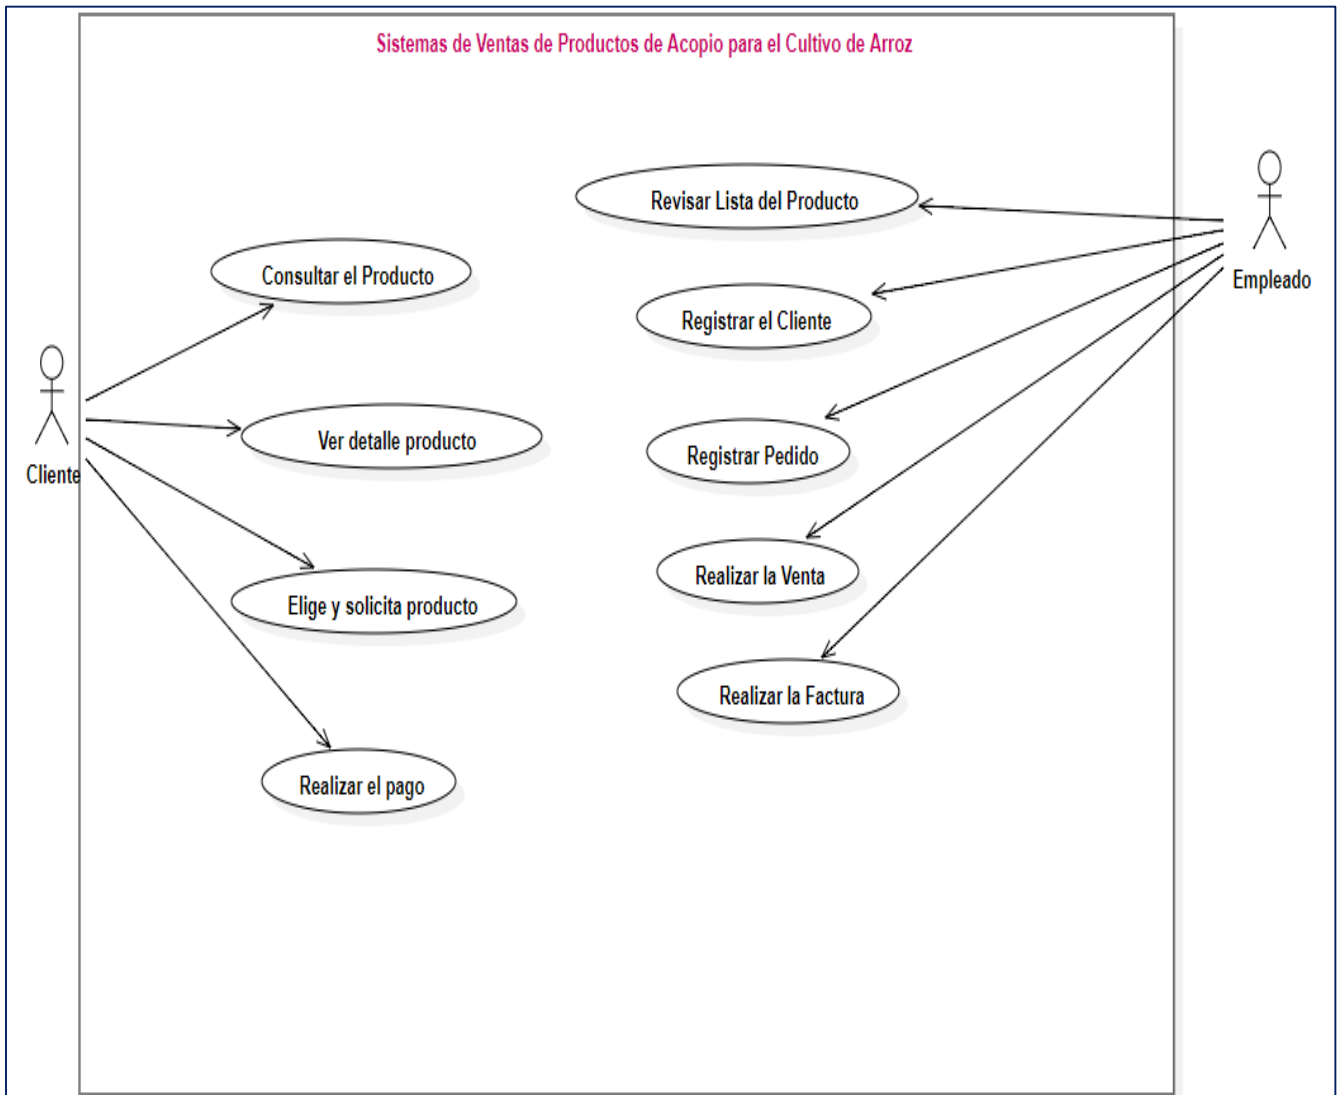 Sistemas de Ventas de Productos de Acopio para el Cultivo de Arroz
Revisar Lista del Producto
Consultar el Producto
Empleado
Registrar el Cliente
Ver detalle producto
Registrar Pedido
Cliente
Realizar la Venta
Elige y solicita producto
Realizar la Factura
Realizar el pago